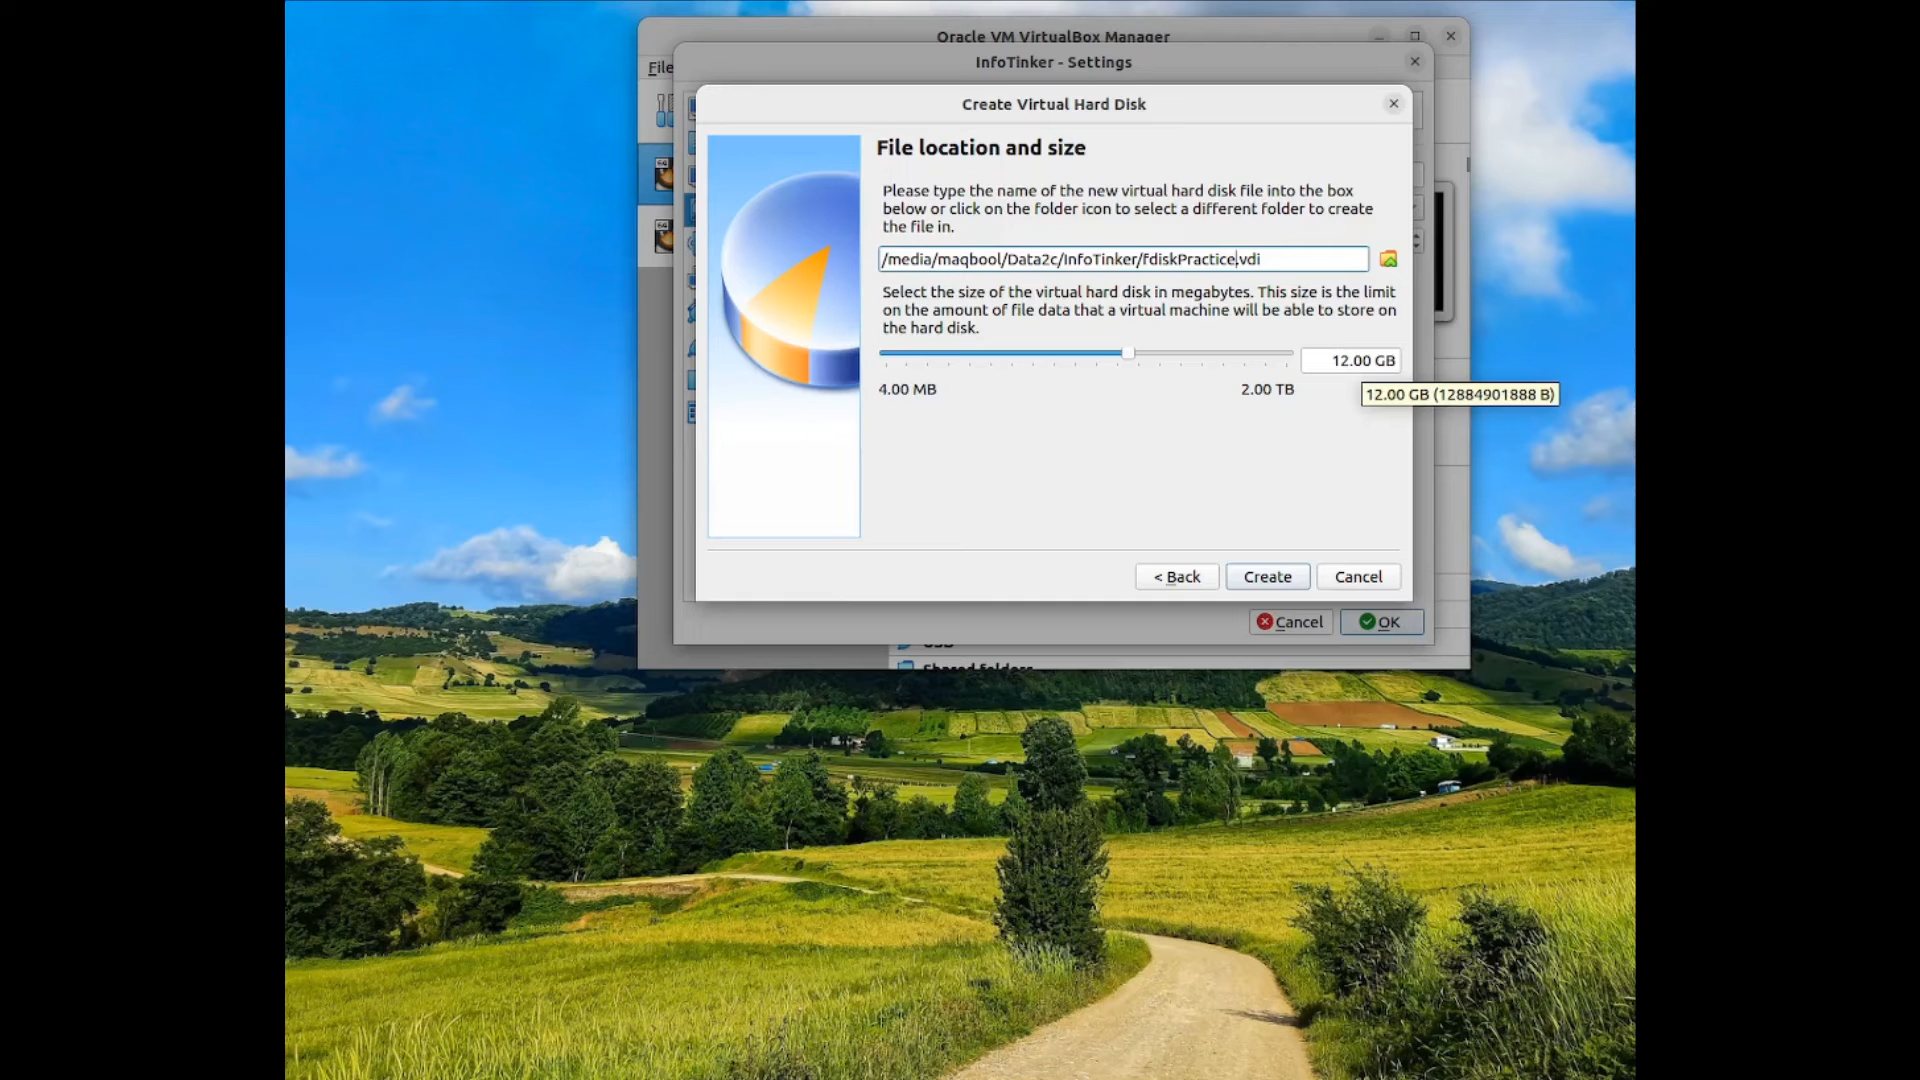 Oracle VM VirtualBox Manager
File
InfoTinker - Settings
Create Virtual Hard Disk
File location and size
Please type the name of the new virtual hard disk file into the box
below or click on the folder icon to select a different folder to create
the file in.
/media/maqbool/Data2c/InfoTinker/fdiskPractice.vdi
Select the size of the virtual hard disk in megabytes. This size is the limit
on the amount of file data that a virtual machine will be able to store on
the hard disk.
12.00 GB
4.00 MB
2.00 TB
12.00 GB (12884901888 B)
< Back
Create
Cancel
Cancel
OK
USB
Shared folders